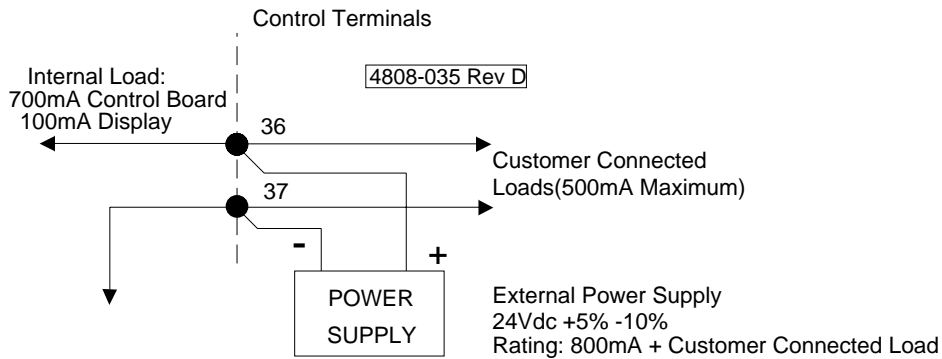 Control Terminals
4808-035 Rev D
Internal Load:
700mA Control Board
100mA Display
36
Customer Connected
Loads(500mA Maximum)
37
-
+
POWER
SUPPLY
External Power Supply
24Vdc +5% -10%
Rating: 800mA + Customer Connected Load